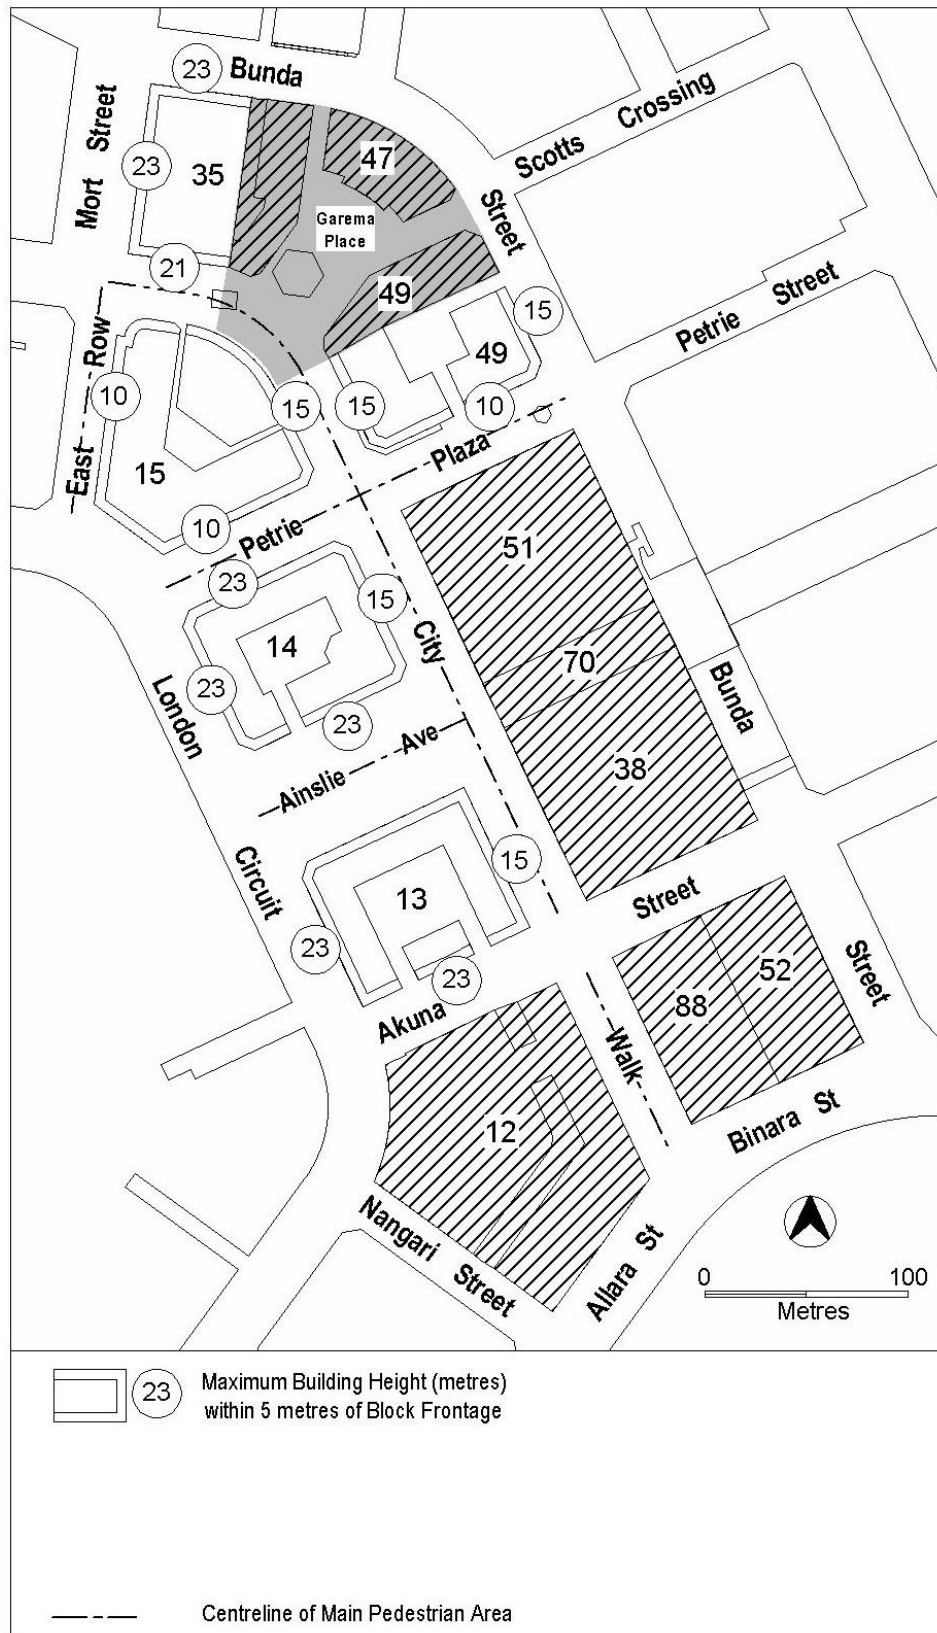 23
Bunda
Mort Street
23
35
47
Scotts Crossing
Street
Garema
Place
21
49
15
Petrie Street
49
East Row
10
15
15
10
15
Plaza
10
Petrie
51
23
15
14
City
70
23
23
Bunda
London
Ave
38
Ainslie
15
13
Circuit
Street
23
23
52
Street
88
Akuna
Walk
12
Binara St
Nangari Street
Allara St
0 100
Metres
23
Maximum Building Height (metres)
within 5 metres of Block Frontage
Centreline of Main Pedestrian Area